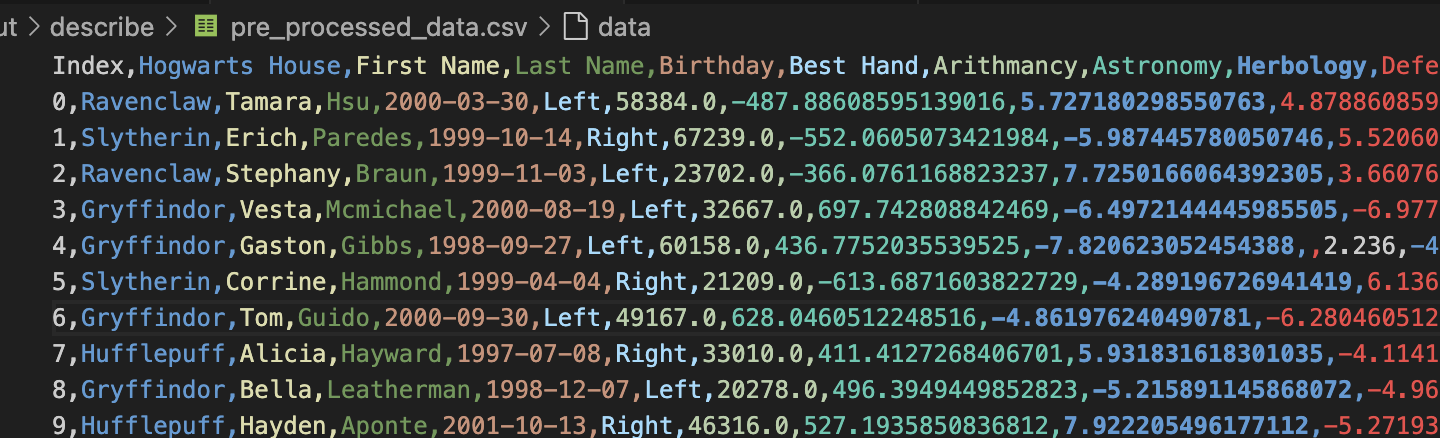 ut > describe > pre_processed_data.csv > data
Index,Hogwarts House,First Name,Last Name,Birthday,Best Hand,Arithmancy,Astronomy,Herbology,Defe
0,Ravenclaw,Tamara,Hsu,2000-03-30,Left,58384.0,-487.88608595139016,5.727180298550763,4.878860859
1,Slytherin,Erich,Paredes,1999-10-14,Right,67239.0,-552.0605073421984,-5.987445780050746,5.52060
2,Ravenclaw,Stephany,Braun,1999-11-03,Left,23702.0,-366.0761168823237,7.7250166064392305,3.66076
3,Gryffindor,Vesta,Mcmichael,2000-08-19,Left,32667.0,697.742808842469,-6.4972144445985505,-6.977
4,Gryffindor,Gaston,Gibbs,1998-09-27,Left,60158.0,436.7752035539525,-7.820623052454388,,2.236,-4
5,Slytherin,Corrine,Hammond,1999-04-04,Right,21209.0,-613.6871603822729,-4.289196726941419,6.136
6,Gryffindor,Tom,Guido,2000-09-30,Left,49167.0,628.0460512248516,-4.861976240490781,-6.280460512
7,Hufflepuff,Alicia,Hayward,1997-07-08,Right,33010.0,411.4127268406701,5.931831618301035,-4.1141
8,Gryffindor,Bella,Leatherman,1998-12-07,Left,20278.0,496.3949449852823,-5.215891145868072,-4.96
9,Hufflepuff,Hayden,Aponte,2001-10-13,Right,46316.0,527.1935850836812,7.922205496177112,-5.27193